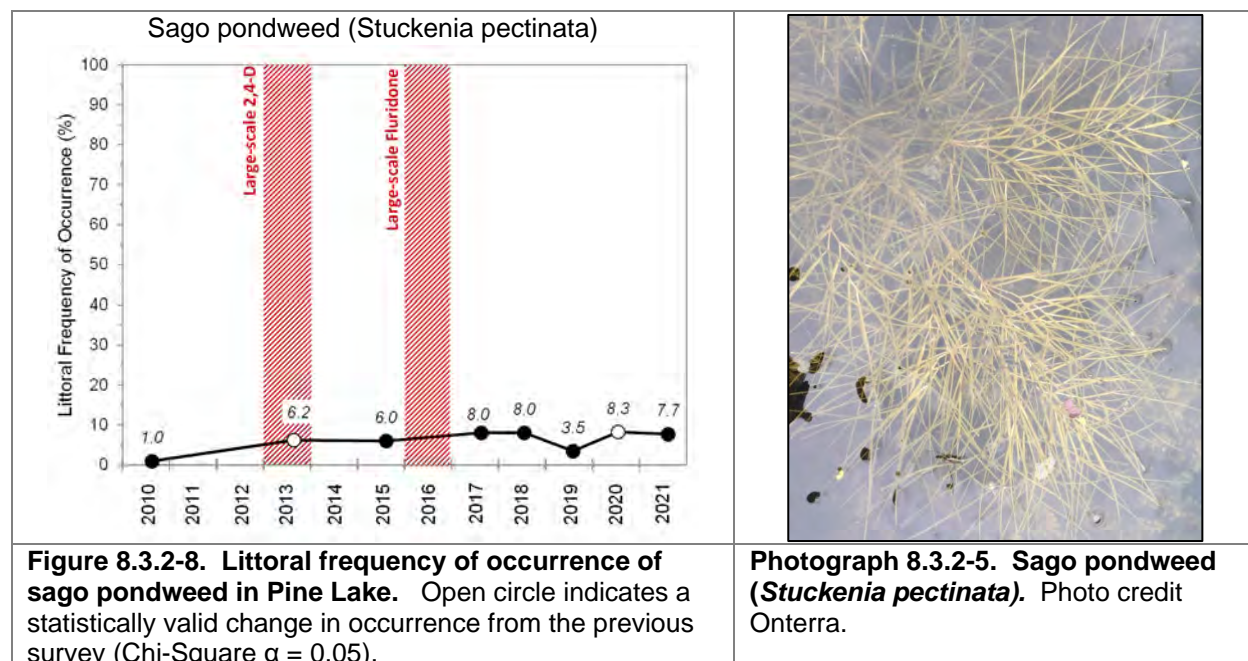 Sago pondweed (Stuckenia pectinata)
Littoral Frequency of Occurrence (%)
100
90
80
70
60
50
40
30
20
10
0
Large-scale 2,4-D
Large-scale Fluridone
1.0
6.2
6.0
8.0
8.0
3.5
8.3
7.7
2010
2011
2012
2013
2014
2015
2016
2017
2018
2019
2020
2021
Figure 8.3.2-8. Littoral frequency of occurrence of
sago pondweed in Pine Lake. Open circle indicates a
statistically valid change in occurrence from the previous
survey (Chi-Square α = 0.05).
Photograph 8.3.2-5. Sago pondweed
(Stuckenia pectinata). Photo credit
Onterra.